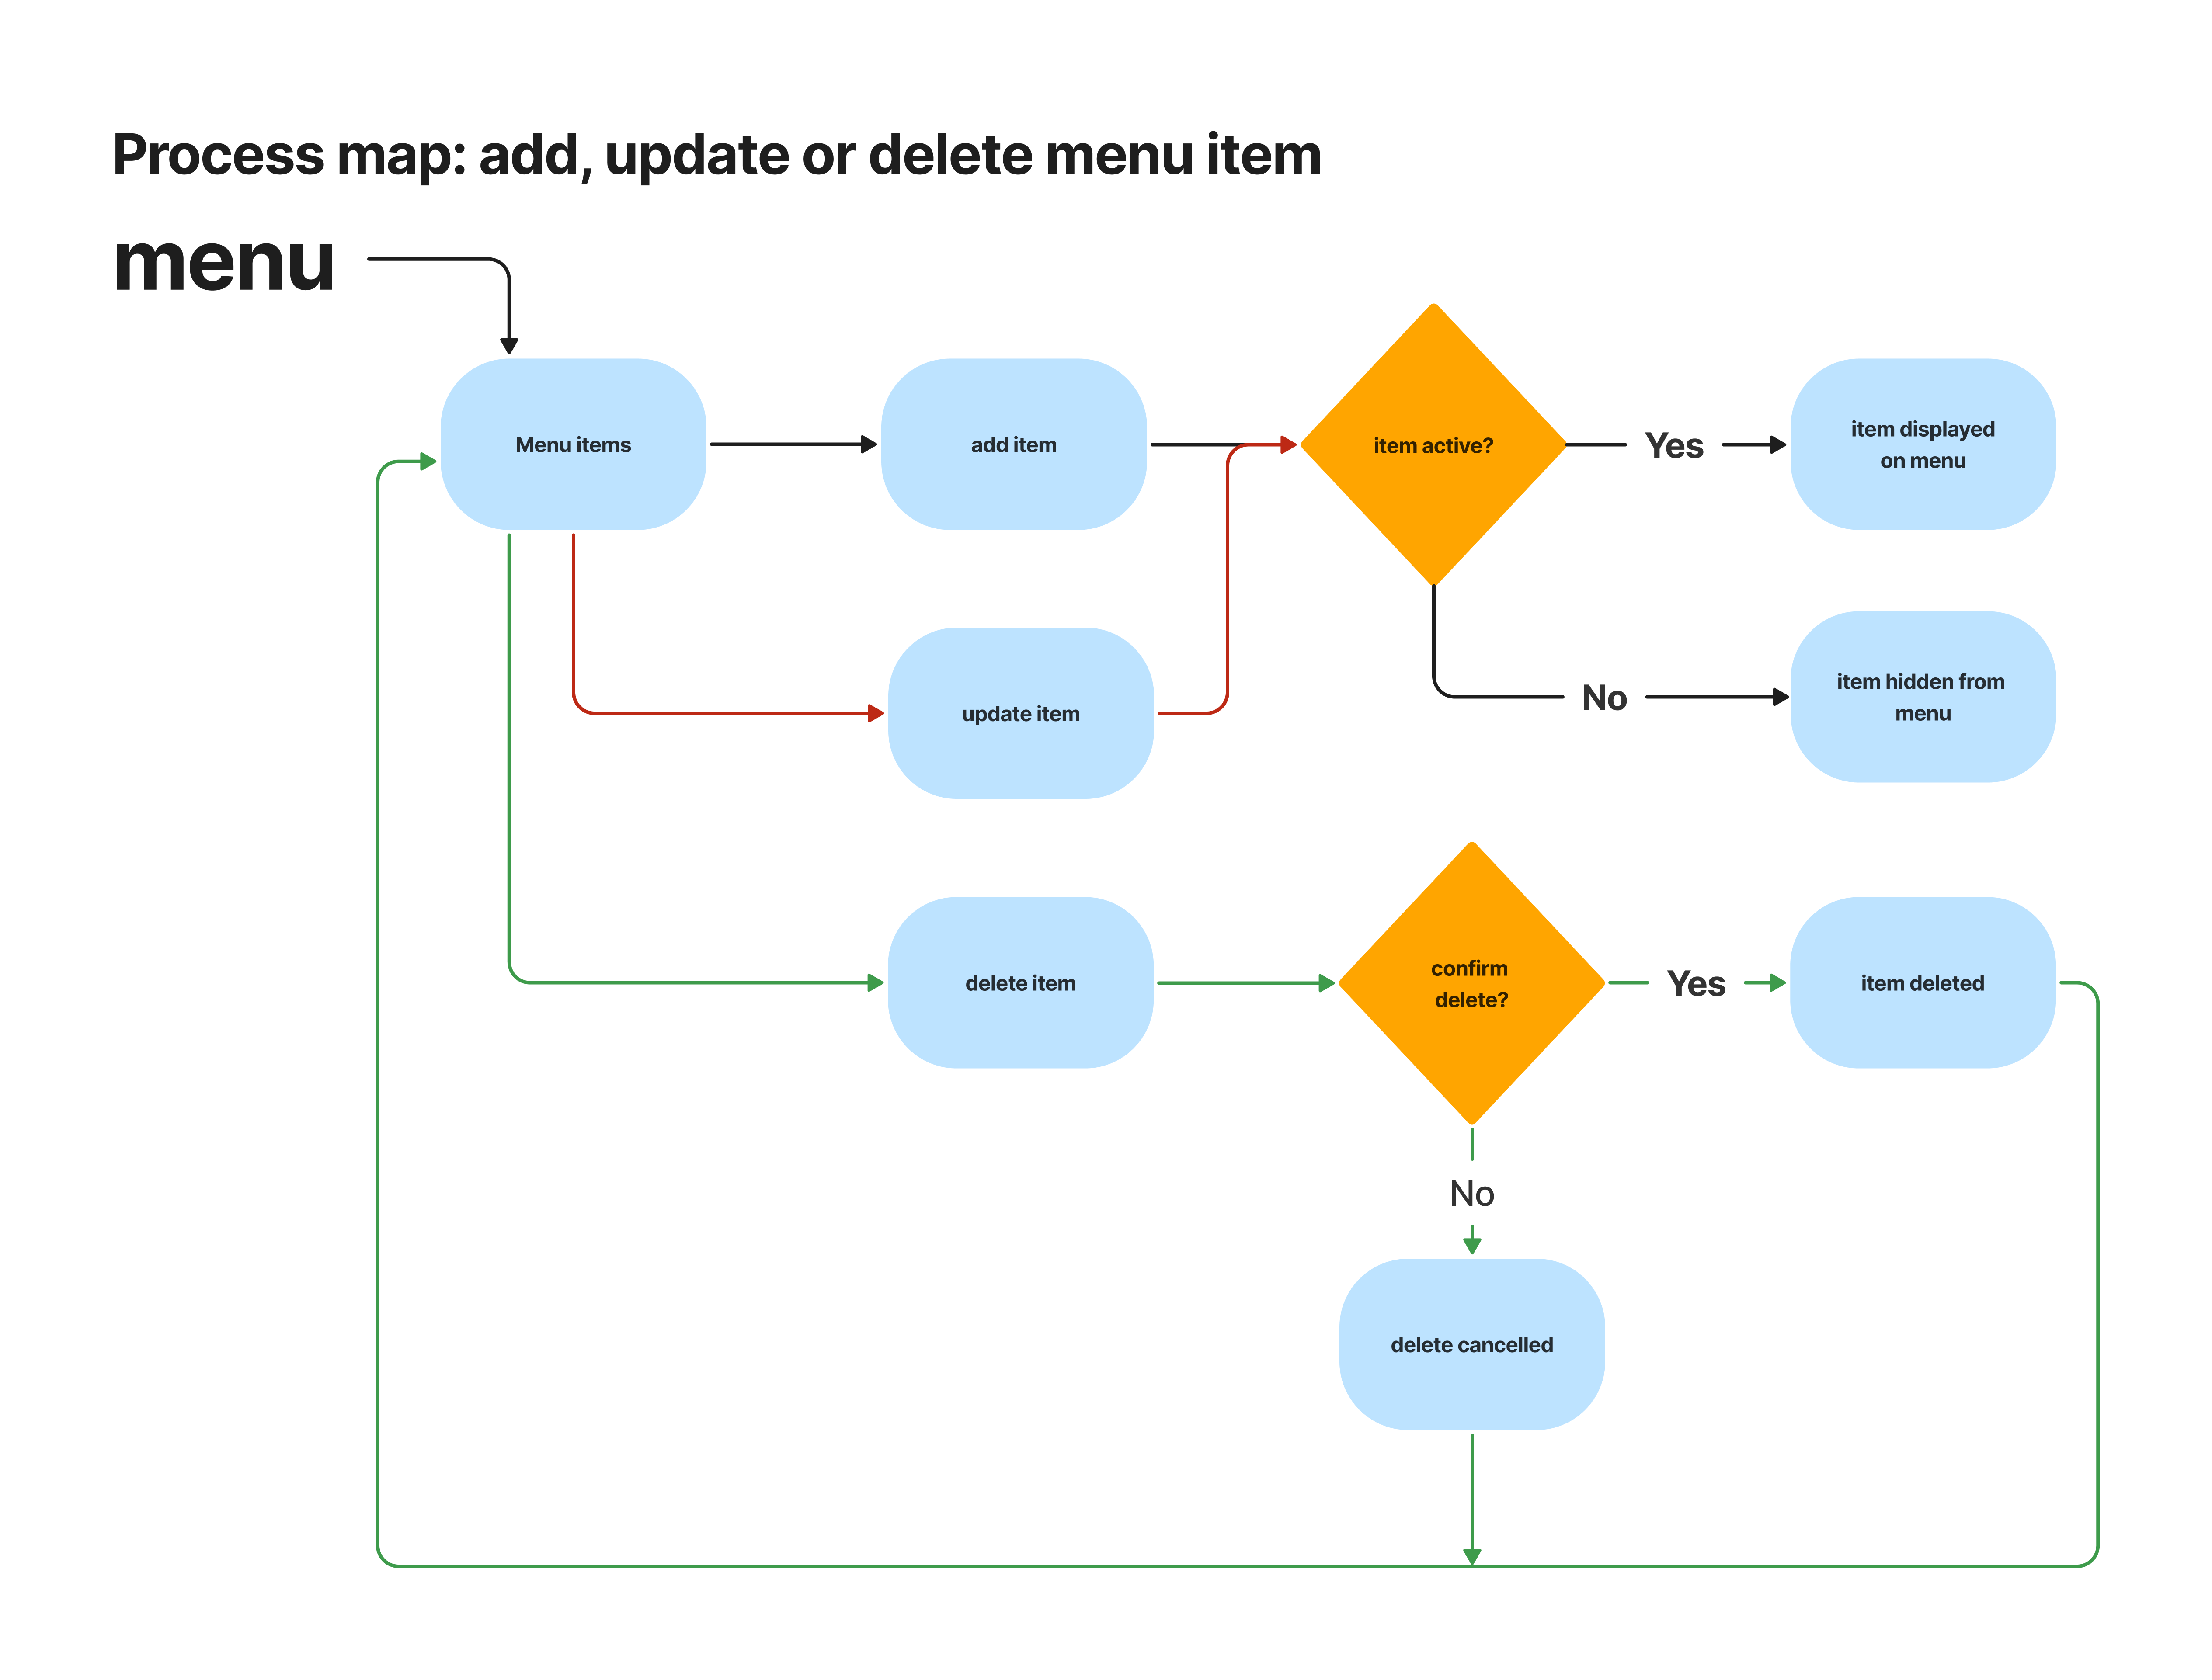 Process map: add, update or delete menu item
menu
Menu items
add item
item active?
Yes
item displayed
on menu
update item
No
item hidden from
menu
delete item
confirm
delete?
Yes
item deleted
No
delete cancelled